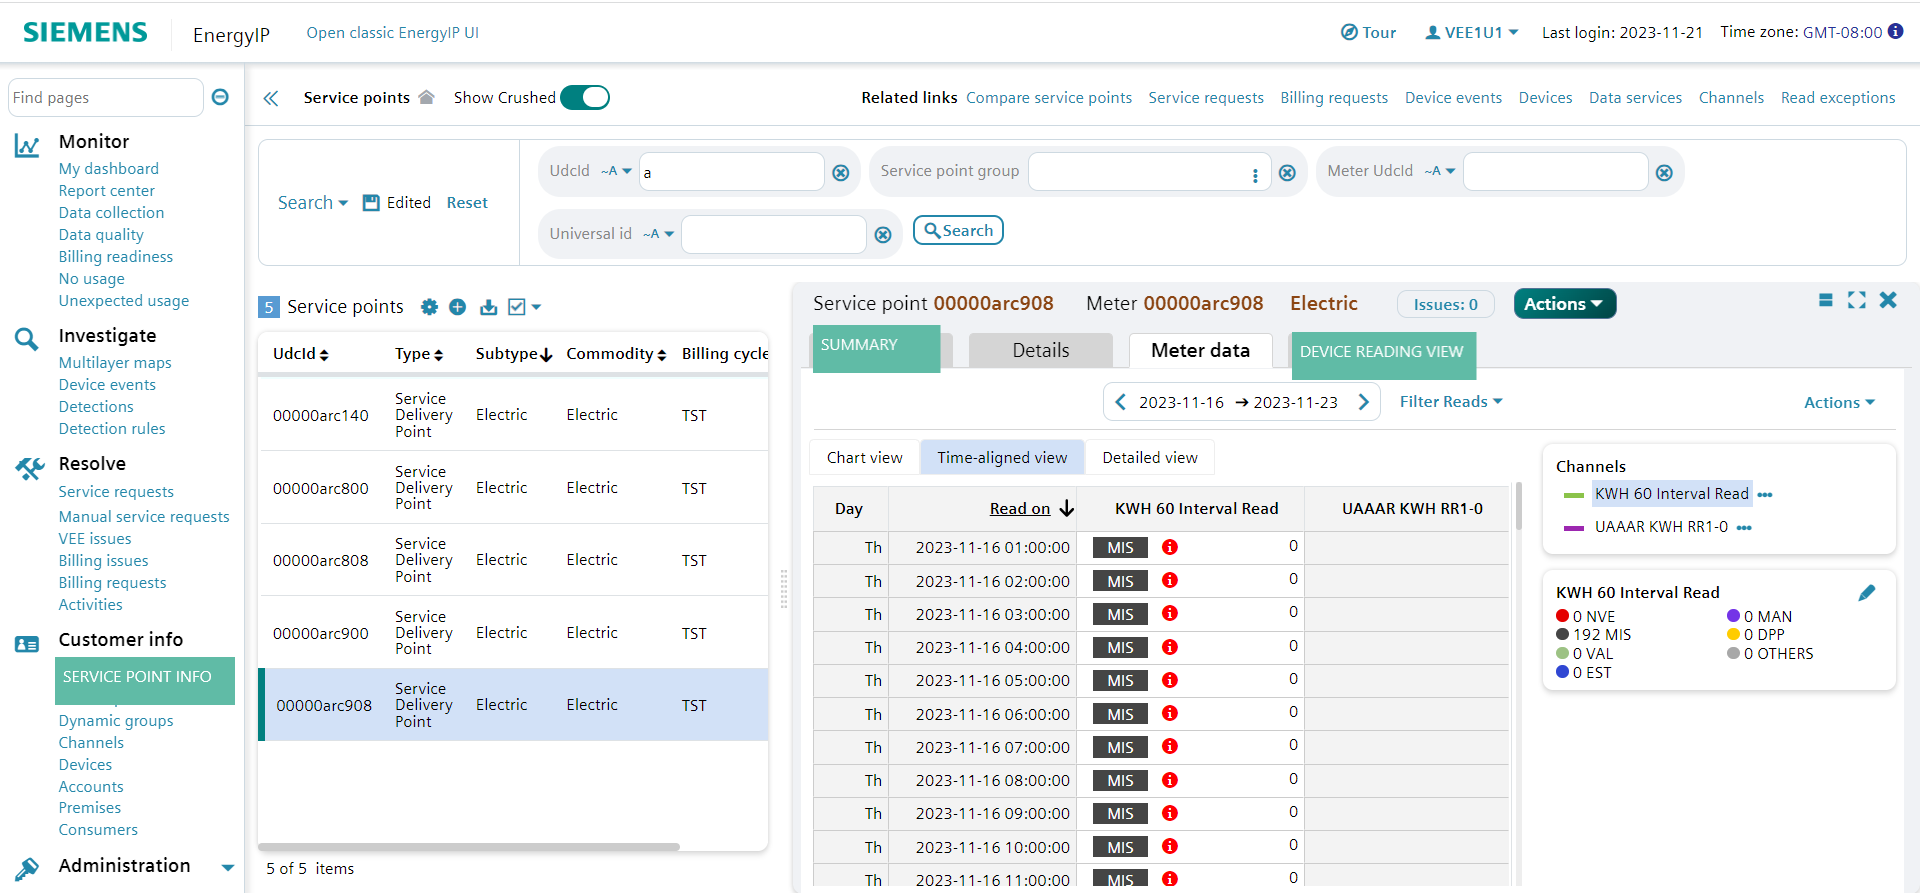 SIEMENS
EnergyIP
Open classic EnergyIP UI
Tour
VEE1U1
Last login: 2023-11-21
Time zone: GMT-08:00
Find pages
Monitor
My dashboard
Report center
Data collection
Data quality
Billing readiness
No usage
Unexpected usage
Investigate
Multilayer maps
Device events
Detections
Detection rules
Resolve
Service requests
Manual service requests
VEE issues
Billing issues
Billing requests
Activities
Customer info
SERVICE POINT INFO
Dynamic groups
Channels
Devices
Accounts
Premises
Consumers
Administration
Service points
Show Crushed
Related links Compare service points Service requests Billing requests Device events Devices Data services Channels Read exceptions
Search
Edited
Reset
UdcId ~A a
Service point group
Meter UdcId ~A
Universal id ~A
Search
5 Service points
UdcId Type Subtype Commodity Billing cycle
00000arc140 Service Delivery Point Electric Electric TST
00000arc800 Service Delivery Point Electric Electric TST
00000arc808 Service Delivery Point Electric Electric TST
00000arc900 Service Delivery Point Electric Electric TST
00000arc908 Service Delivery Point Electric Electric TST
5 of 5 items
Service point 00000arc908 Meter 00000arc908 Electric
Issues: 0
Actions
SUMMARY
Details
Meter data
DEVICE READING VIEW
2023-11-16 → 2023-11-23
Filter Reads
Actions
Chart view
Time-aligned view
Detailed view
Day Read on KWH 60 Interval Read UAAAR KWH RR1-0
Th 2023-11-16 01:00:00 MIS 0
Th 2023-11-16 02:00:00 MIS 0
Th 2023-11-16 03:00:00 MIS 0
Th 2023-11-16 04:00:00 MIS 0
Th 2023-11-16 05:00:00 MIS 0
Th 2023-11-16 06:00:00 MIS 0
Th 2023-11-16 07:00:00 MIS 0
Th 2023-11-16 08:00:00 MIS 0
Th 2023-11-16 09:00:00 MIS 0
Th 2023-11-16 10:00:00 MIS 0
Th 2023-11-16 11:00:00 MIS 0
Channels
KWH 60 Interval Read
UAAAR KWH RR1-0
KWH 60 Interval Read
0 NVE
0 MAN
192 MIS
0 DPP
0 VAL
0 OTHERS
0 EST